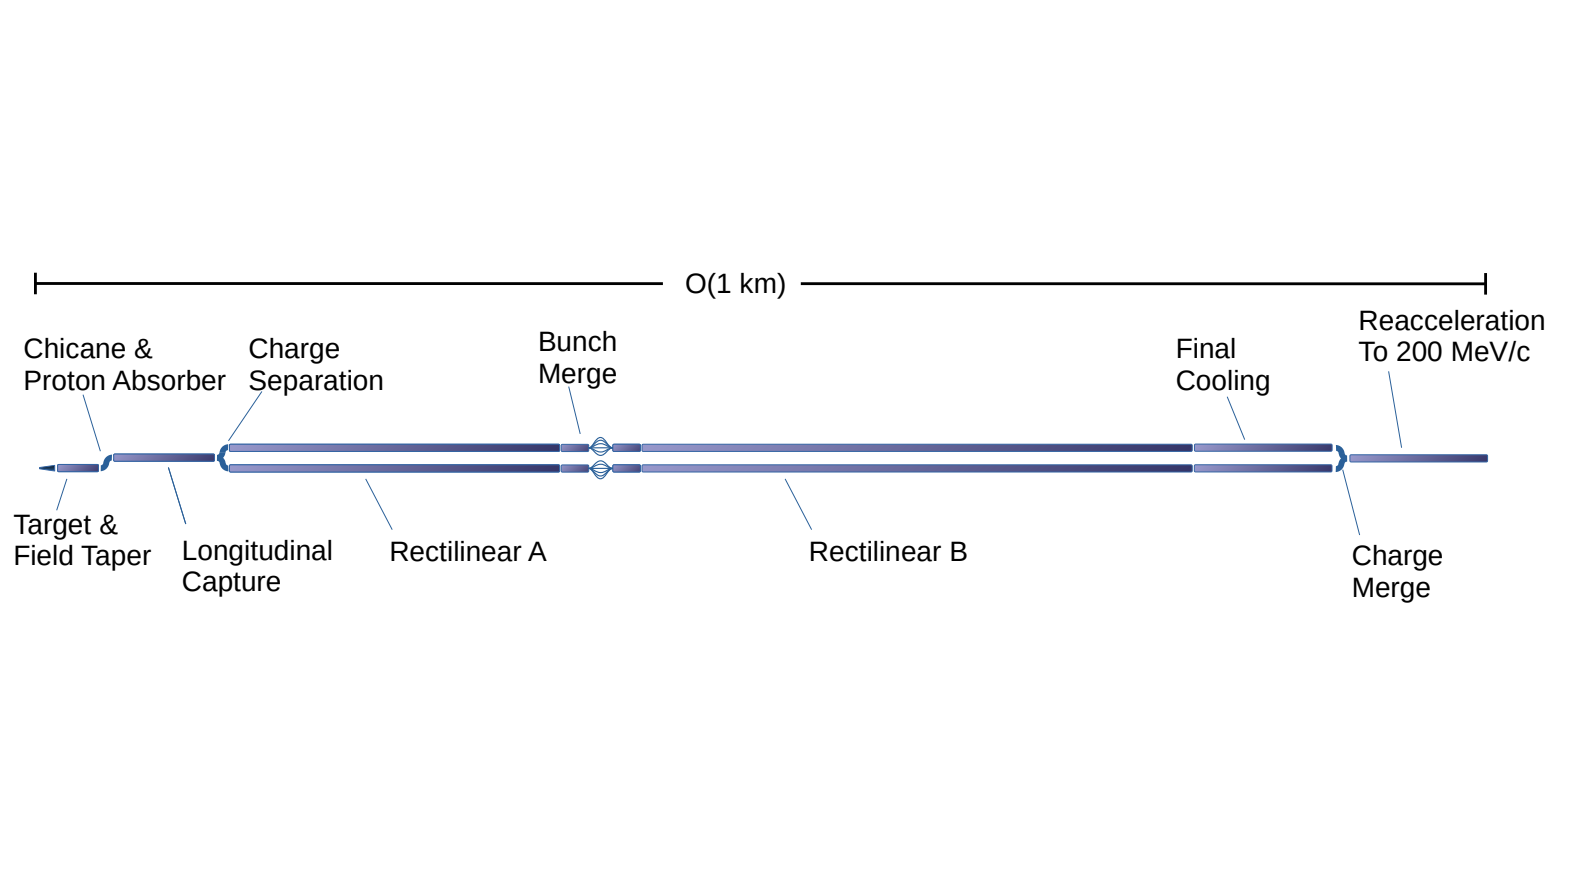 O(1 km)
Chicane &
Proton Absorber
Charge
Separation
Bunch
Merge
Final
Cooling
Reacceleration
To 200 MeV/c
Target &
Field Taper
Longitudinal
Capture
Rectilinear A
Rectilinear B
Charge
Merge